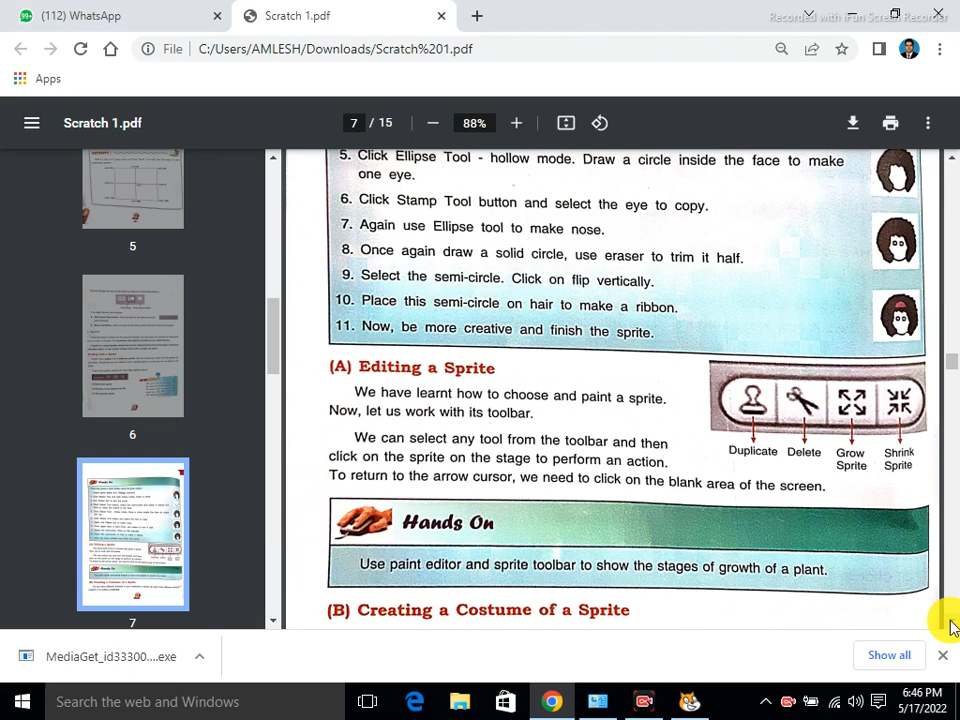 (112) WhatsApp
Scratch 1.pdf
Recorded with iFun Screen Recorder
File
C:/Users/AMLESH/Downloads/Scratch%201.pdf
Apps
Scratch 1.pdf
7 / 15
88%
5
6
7
5. Click Ellipse Tool - hollow mode. Draw a circle inside the face to make
one eye.
6. Click Stamp Tool button and select the eye to copy.
7. Again use Ellipse tool to make nose.
8. Once again draw a solid circle, use eraser to trim it half.
9. Select the semi-circle. Click on flip vertically.
10. Place this semi-circle on hair to make a ribbon.
11. Now, be more creative and finish the sprite.
(A) Editing a Sprite
We have learnt how to choose and paint a sprite.
Now, let us work with its toolbar.
We can select any tool from the toolbar and then
click on the sprite on the stage to perform an action.
To return to the arrow cursor, we need to click on the blank area of the screen.
Duplicate
Delete
Grow
Sprite
Shrink
Sprite
Hands On
Use paint editor and sprite toolbar to show the stages of growth of a plant.
(B) Creating a Costume of a Sprite
MediaGet_id33300....exe
Show all
Search the web and Windows
6:46 PM
5/17/2022